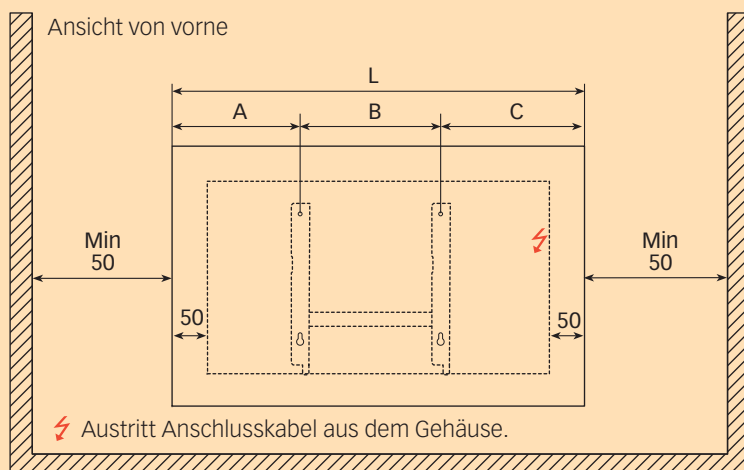 Ansicht von vorne
L
A B C
Min
50
Min
50
50
50
Austritt Anschlusskabel aus dem Gehäuse.